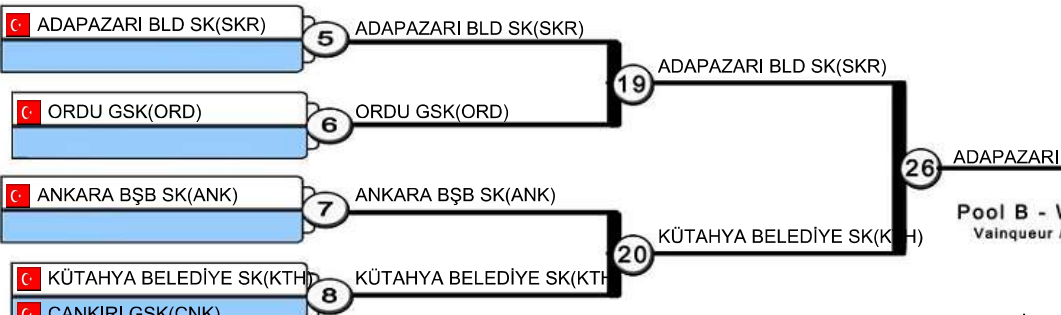 ADAPAZARI BLD SK(SKR)
5
ADAPAZARI BLD SK(SKR)
19
ADAPAZARI BLD SK(SKR)
ORDU GSK(ORD)
6
ORDU GSK(ORD)
26
ADAPAZARI
ANKARA BŞB SK(ANK)
7
ANKARA BŞB SK(ANK)
Pool B -
Vainqueur
20
KÜTAHYA BELEDİYE SK(KTH)
KÜTAHYA BELEDİYE SK(KTH)
8
KÜTAHYA BELEDİYE SK(KTH
ÇANKIRI GSK(ÇNK)